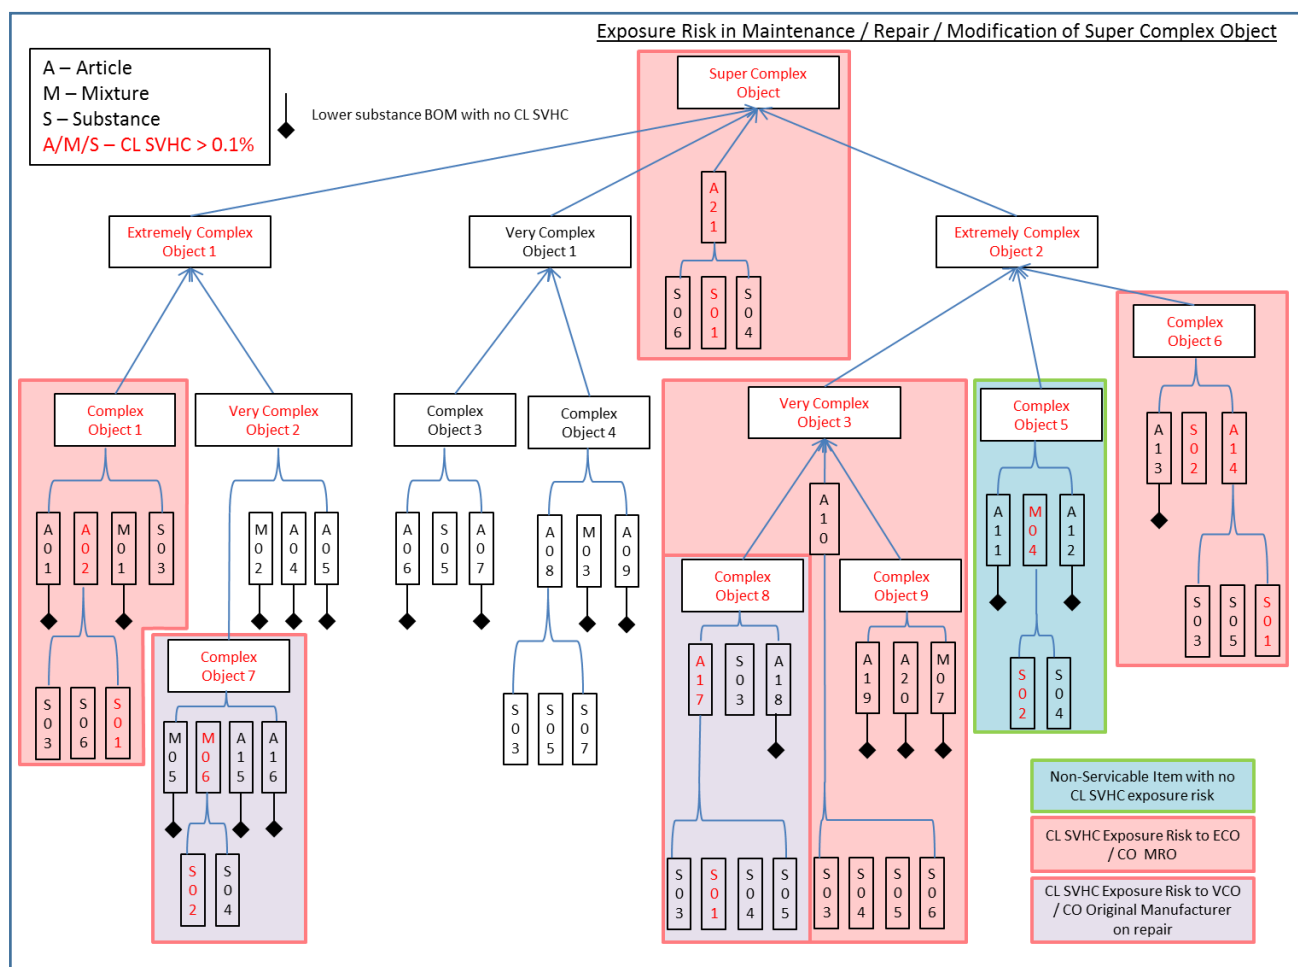 Exposure Risk in Maintenance / Repair / Modification of Super Complex Object
A – Article
M – Mixture
S – Substance
A/M/S – CL SVHC > 0.1%
Lower substance BOM with no CL SVHC
Super Complex
Object
A21
S06
S01
S04
Extremely Complex
Object 1
Very Complex
Object 1
Extremely Complex
Object 2
Complex
Object 1
Very Complex
Object 2
Complex
Object 3
Complex
Object 4
Very Complex
Object 3
Complex
Object 5
Complex
Object 6
A01
A02
M01
S03
M02
A04
A05
A06
S05
A07
A08
M03
A09
A10
A11
M04
A12
A13
S02
A14
S03
S06
S01
Complex
Object 7
M05
M06
A15
A16
S02
S04
S03
S05
S07
Complex
Object 8
A17
S03
A18
S03
S01
S04
S05
Complex
Object 9
A19
A20
M07
S03
S04
S05
S06
S02
S04
S03
S05
S01
Non-Servicable Item with no
CL SVHC exposure risk
CL SVHC Exposure Risk to ECO
/ CO  MRO
CL SVHC Exposure Risk to VCO
/ CO Original Manufacturer
on repair